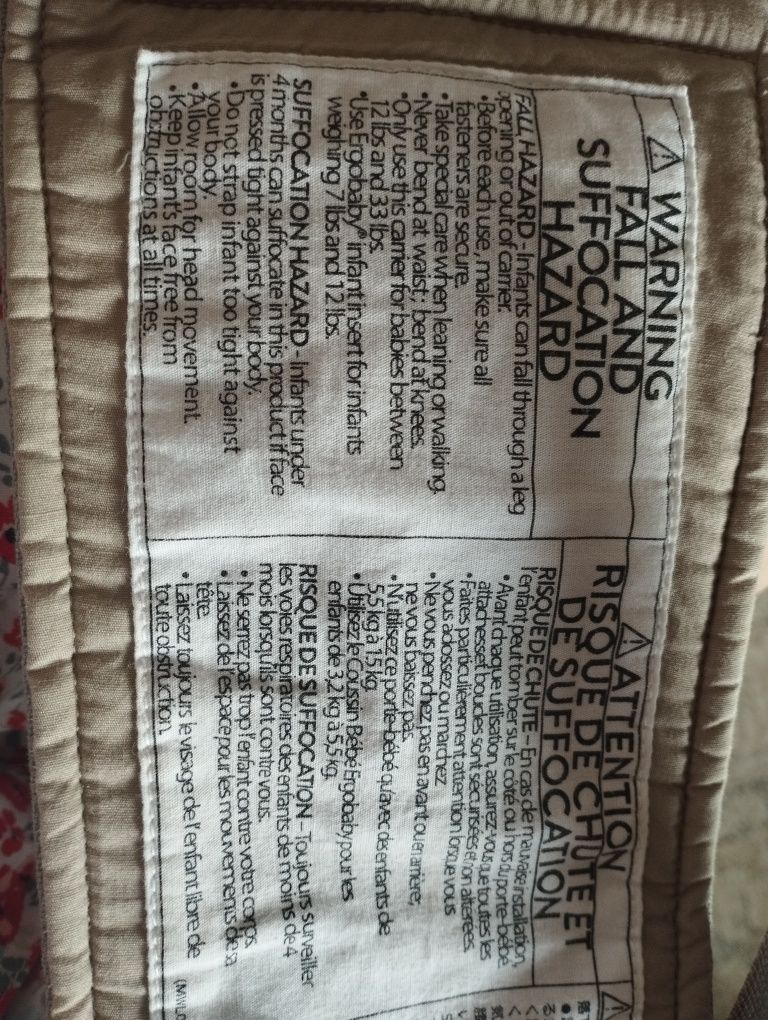 ⚠ WARNING
FALL AND
SUFFOCATION
HAZARD
FALL HAZARD - Infants can fall through a leg
opening or out of carrier.
•Before each use, make sure all
fasteners are secure.
•Take special care when leaning or walking.
•Never bend at waist; bend at knees.
•Only use this carrier for babies between
12 lbs and 33 lbs.
•Use Ergobaby® infant insert for infants
weighing 7 lbs and 12 lbs.
SUFFOCATION HAZARD - Infants under
4 months can suffocate in this product if face
is pressed tight against your body.
•Do not strap infant too tight against
your body.
•Allow room for head movement.
•Keep infant's face free from
obstructions at all times.
⚠ ATTENTION
RISQUE DE CHUTE ET
DE SUFFOCATION
RISQUE DE CHUTE - En cas de mauvaise installation,
l'enfant peut tomber sur le côté ou hors du porte-bébé.
• Avant chaque utilisation, assurez-vous que toutes les
attaches et boucles sont sécurisées et non altérées.
• Faites particulièrement attention lorsque vous
vous adossez ou marchez
• Ne vous penchez pas en avant ou en arrière;
ne vous baissez pas.
• N'utilisez ce porte-bébé qu'avec des enfants de
5,5 kg à 15 kg
• Utilisez le Coussin Bébé Ergobaby pour les
enfants de 3,2 kg à 5,5 kg.
RISQUE DE SUFFOCATION - Toujours surveiller
les voies respiratoires des enfants de moins de 4
mois lorsqu'ils sont contre vous.
• Ne serrez pas trop l'enfant contre votre corps
• Laissez de l'espace pour les mouvements de sa
tête.
• Laissez toujours le visage de l'enfant libre de
toute obstruction.